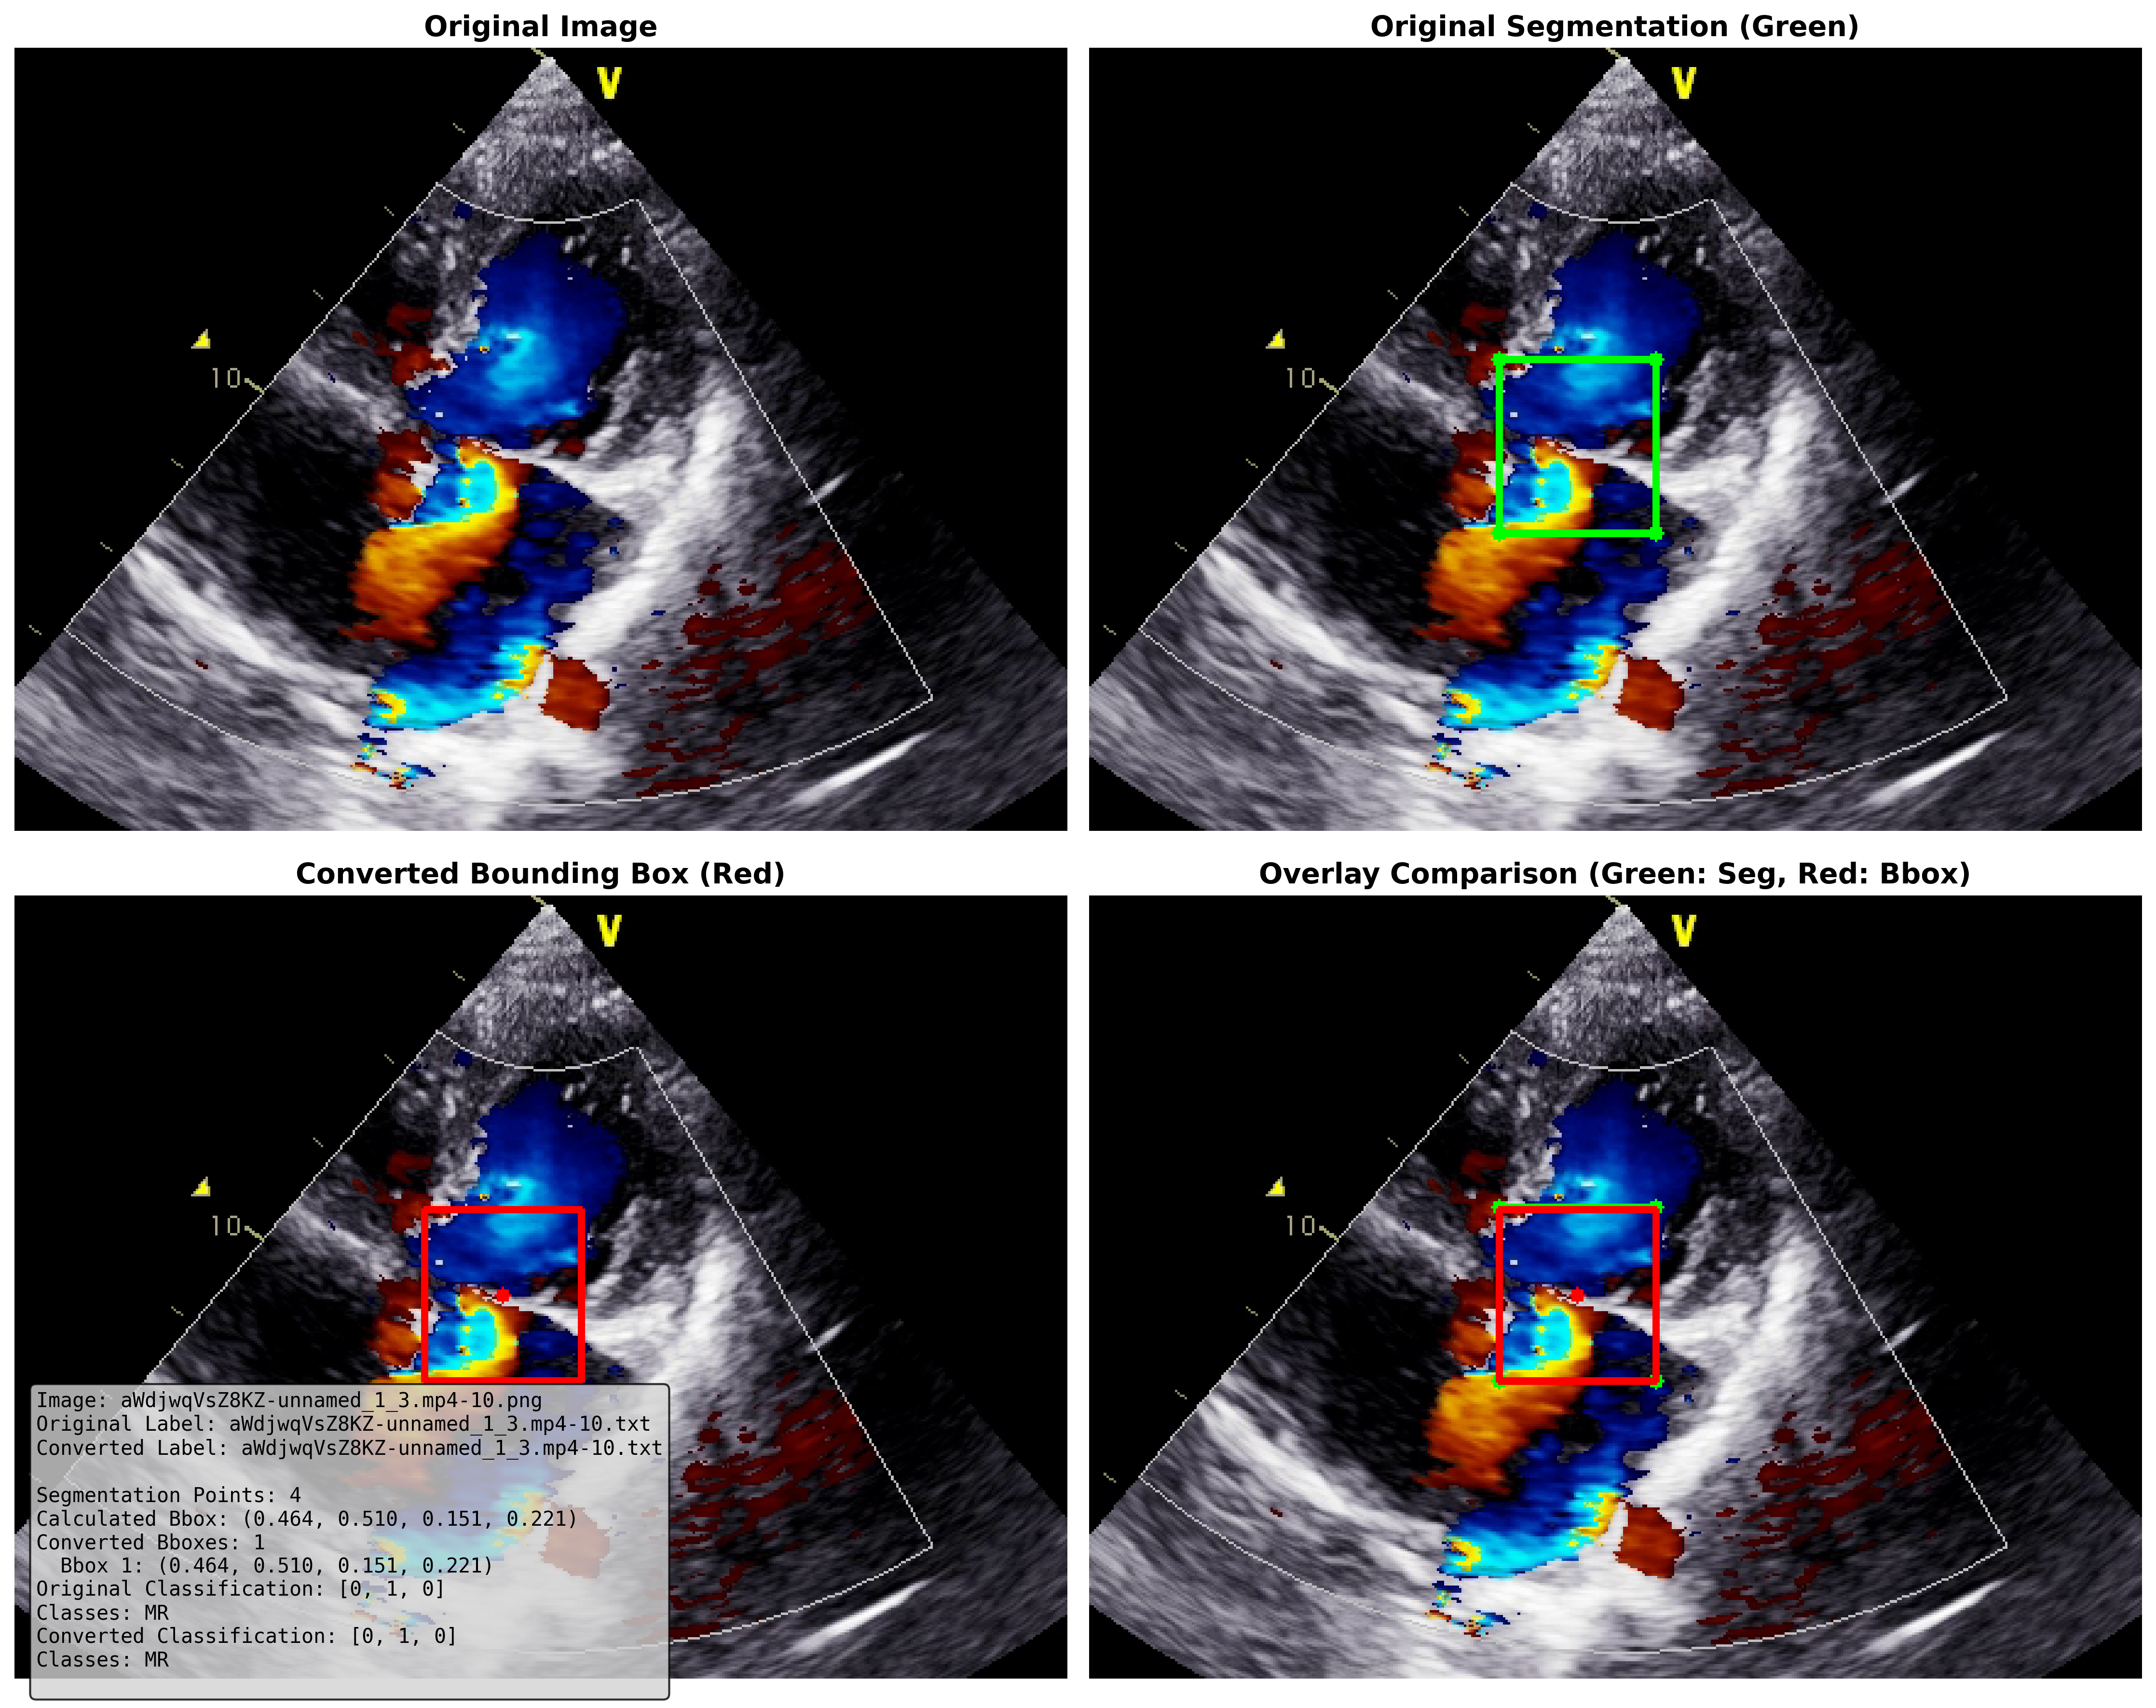 Original Image
Original Segmentation (Green)
V
V
10
10
Converted Bounding Box (Red)
Overlay Comparison (Green: Seg, Red: Bbox)
V
V
10
10
Image: aWdjwqVsZ8KZ-unnamed_1_3.mp4-10.png
Original Label: aWdjwqVsZ8KZ-unnamed_1_3.mp4-10.txt
Converted Label: aWdjwqVsZ8KZ-unnamed_1_3.mp4-10.txt
Segmentation Points: 4
Calculated Bbox: (0.464, 0.510, 0.151, 0.221)
Converted Bboxes: 1
Bbox 1: (0.464, 0.510, 0.151, 0.221)
Original Classification: [0, 1, 0]
Classes: MR
Converted Classification: [0, 1, 0]
Classes: MR